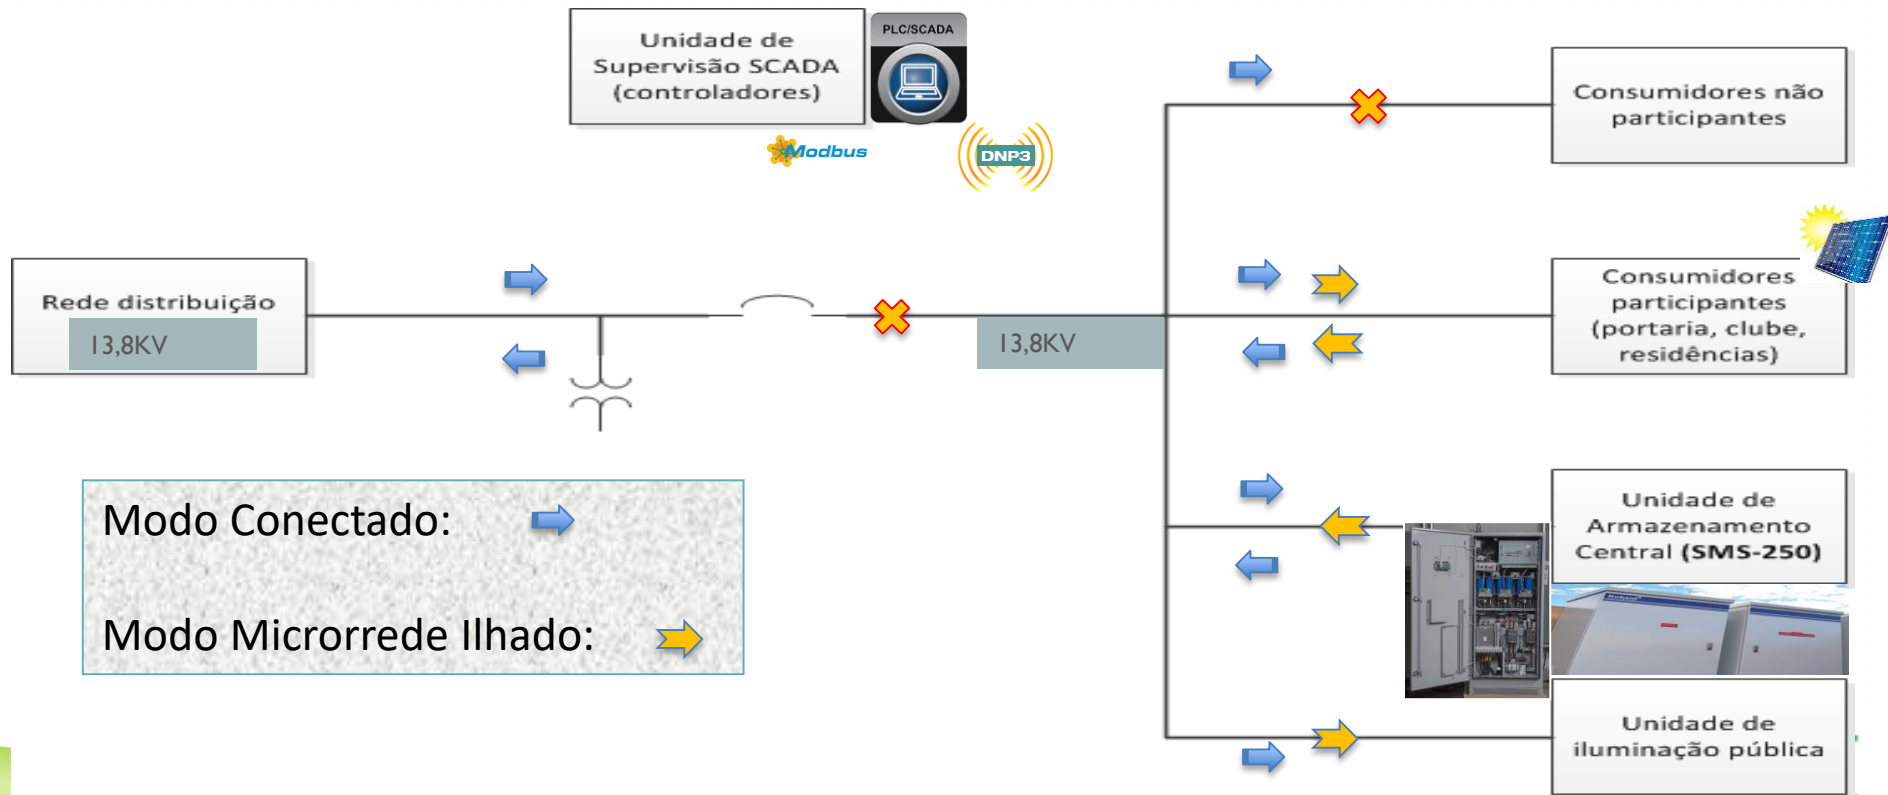 Unidade de
Supervisão SCADA
(controladores)
PLC/SCADA
Modbus
DNP3
Consumidores não
participantes
Rede distribuição
13,8KV
13,8KV
Consumidores
participantes
(portaria, clube,
residências)
Modo Conectado:
Modo Microrrede Ilhado:
Unidade de
Armazenamento
Central (SMS-250)
Unidade de
iluminação pública